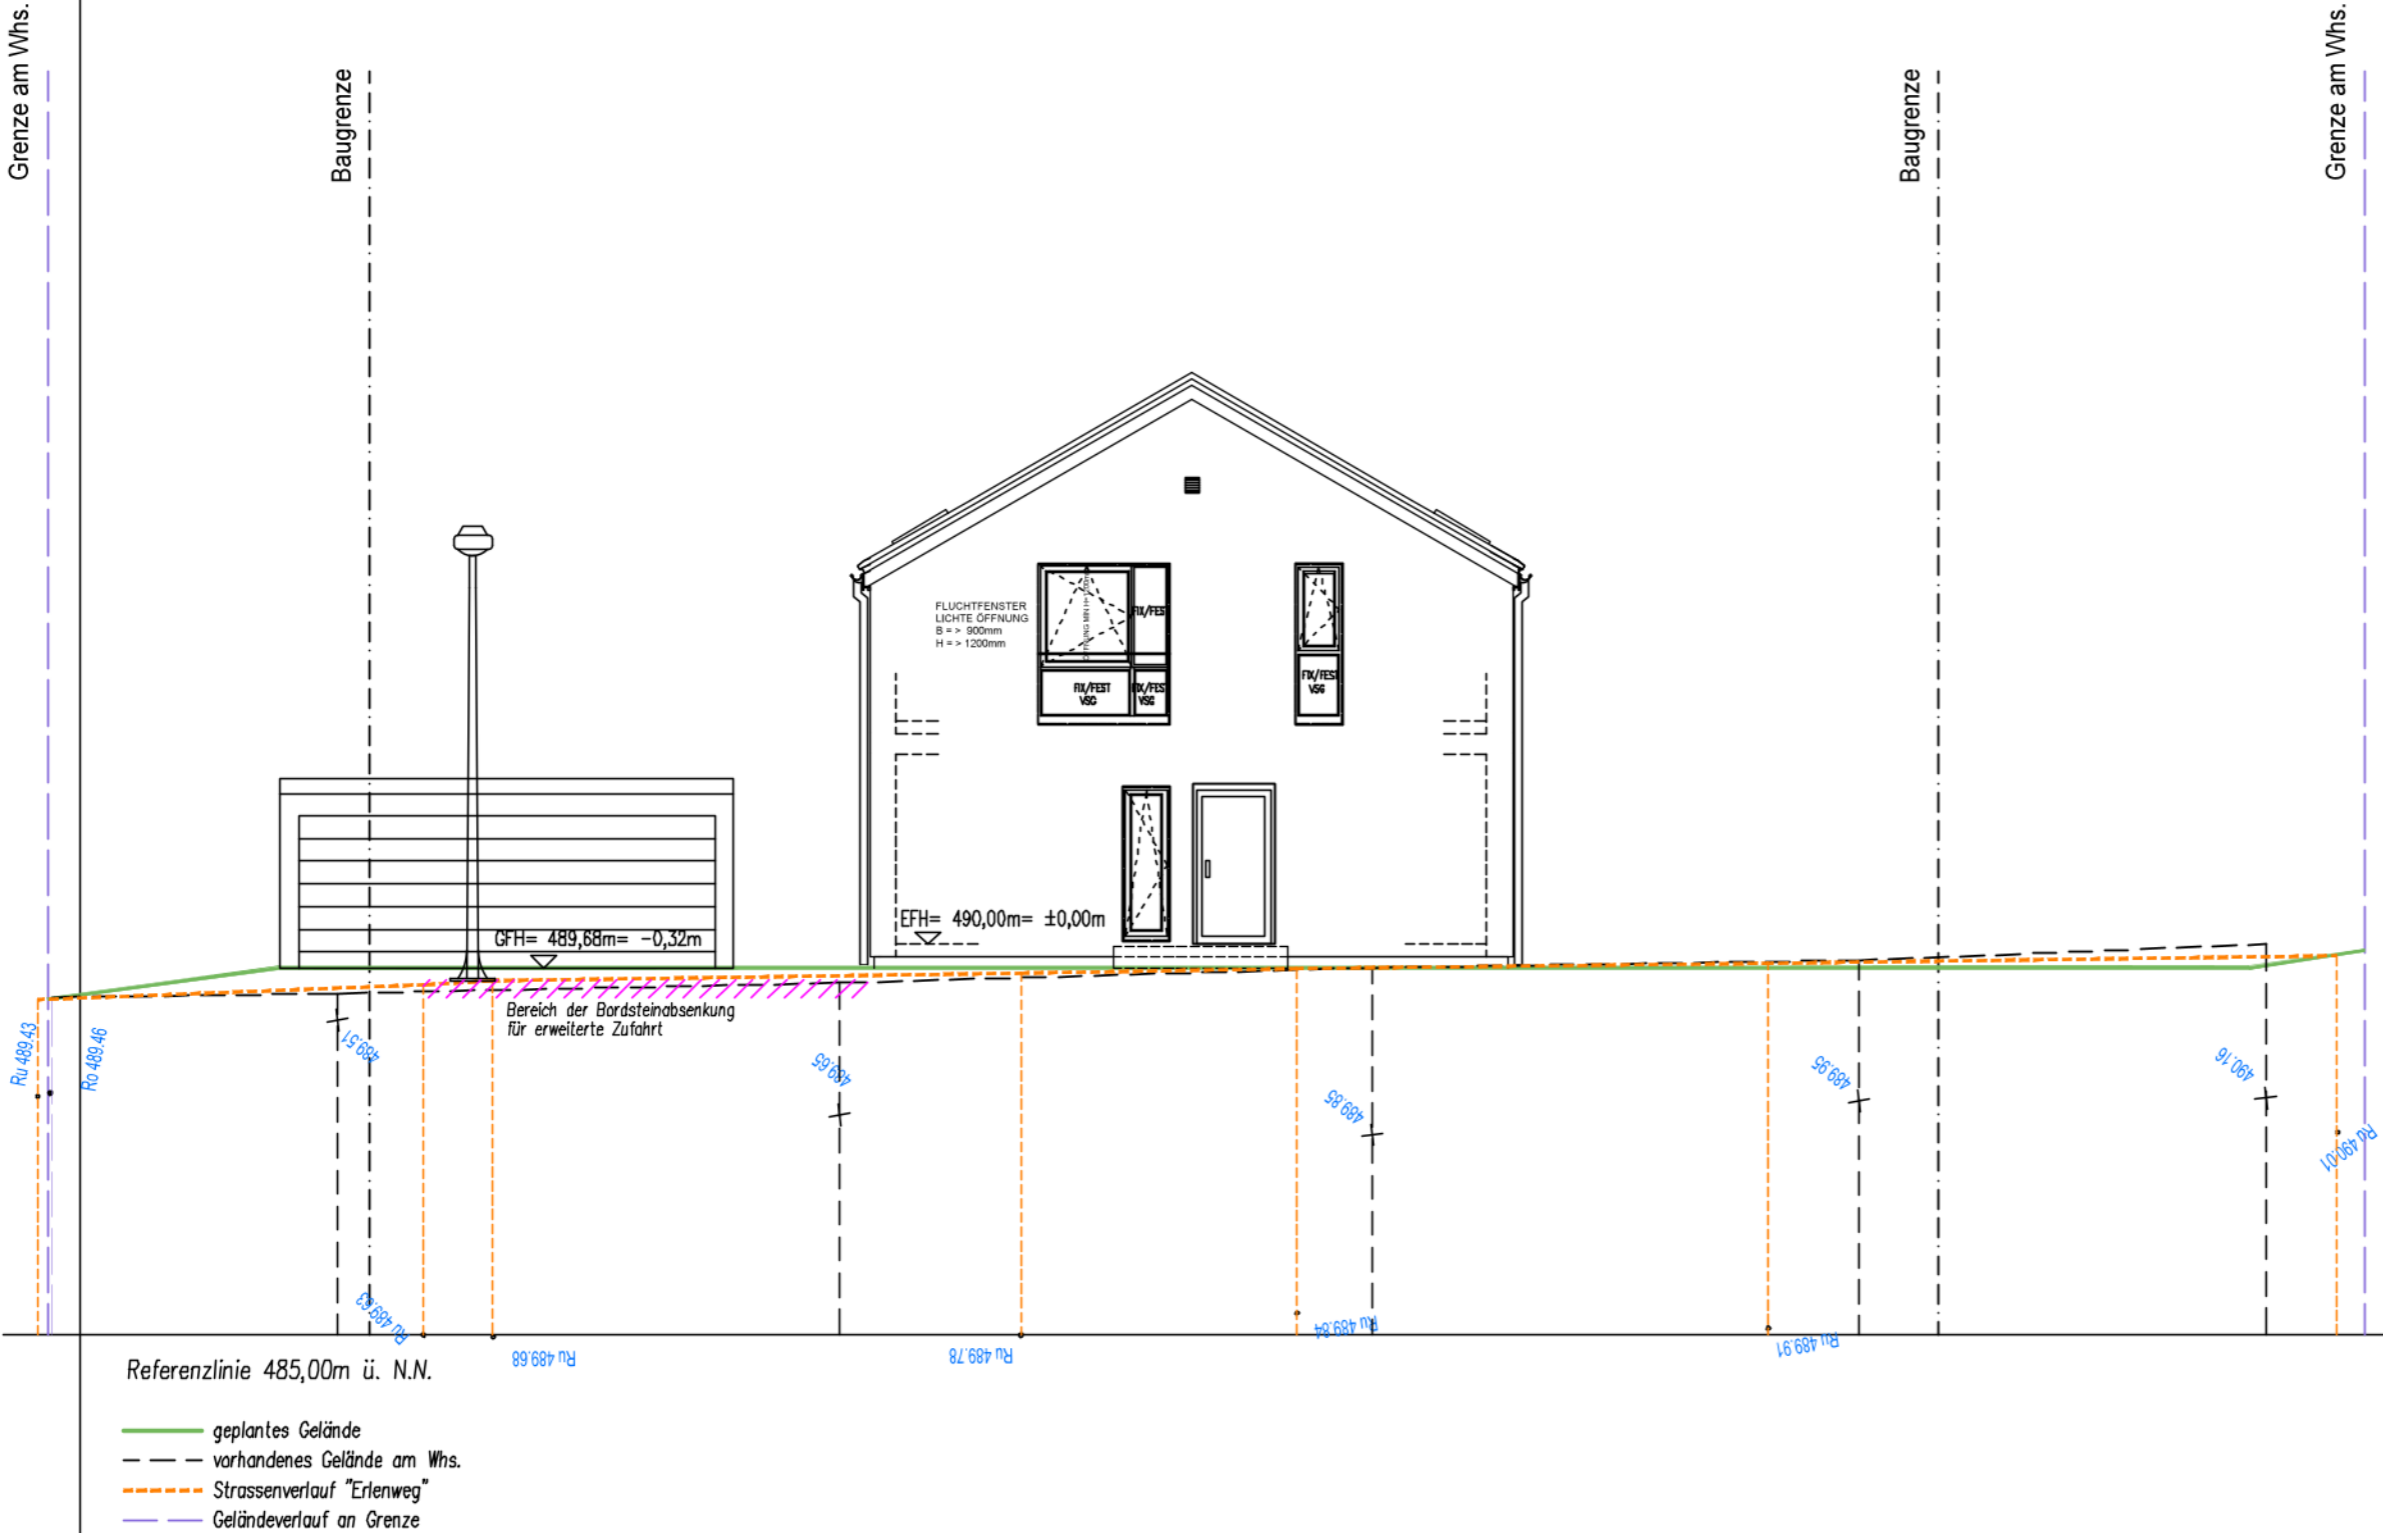 Grenze am Whs.
Baugrenze
Baugrenze
Grenze am Whs.
FLUCHTFENSTER
LICHTE ÖFFNUNG
B = > 900mm
H = > 1200mm
FIX/FEST
FIX/FEST
VSG
FIX/FEST
VSG
FIX/FEST
VSG
EFH= 490,00m= ±0,00m
GFH= 489,68m= -0,32m
Bereich der Bordsteinabsenkung
für erweiterte Zufahrt
Ru 489.43
Ro 489.46
489.51
489.65
489.85
489.95
490.16
Ru 490.01
Ru 489.63
Ru 489.68
Ru 489.78
Ru 489.84
Ru 489.91
Referenzlinie 485,00m ü. N.N.
geplantes Gelände
vorhandenes Gelände am Whs.
Strassenverlauf "Erlenweg"
Geländeverlauf an Grenze